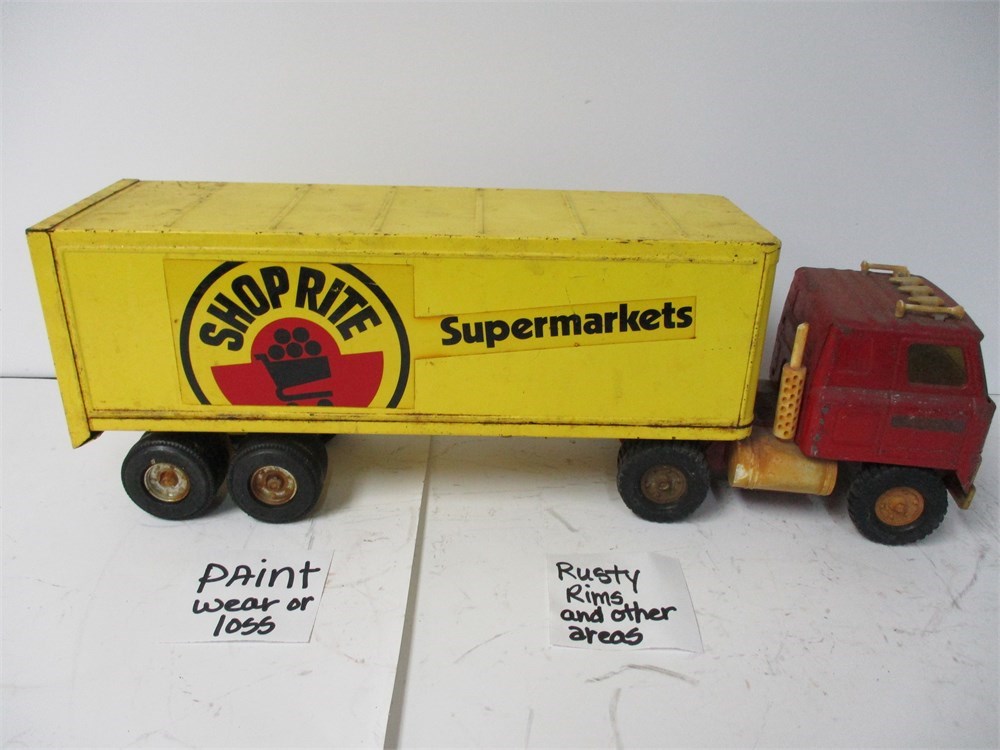 SHOP RITE
Supermarkets
PAint
wear or
loss
Rusty
Rims
and other
areas